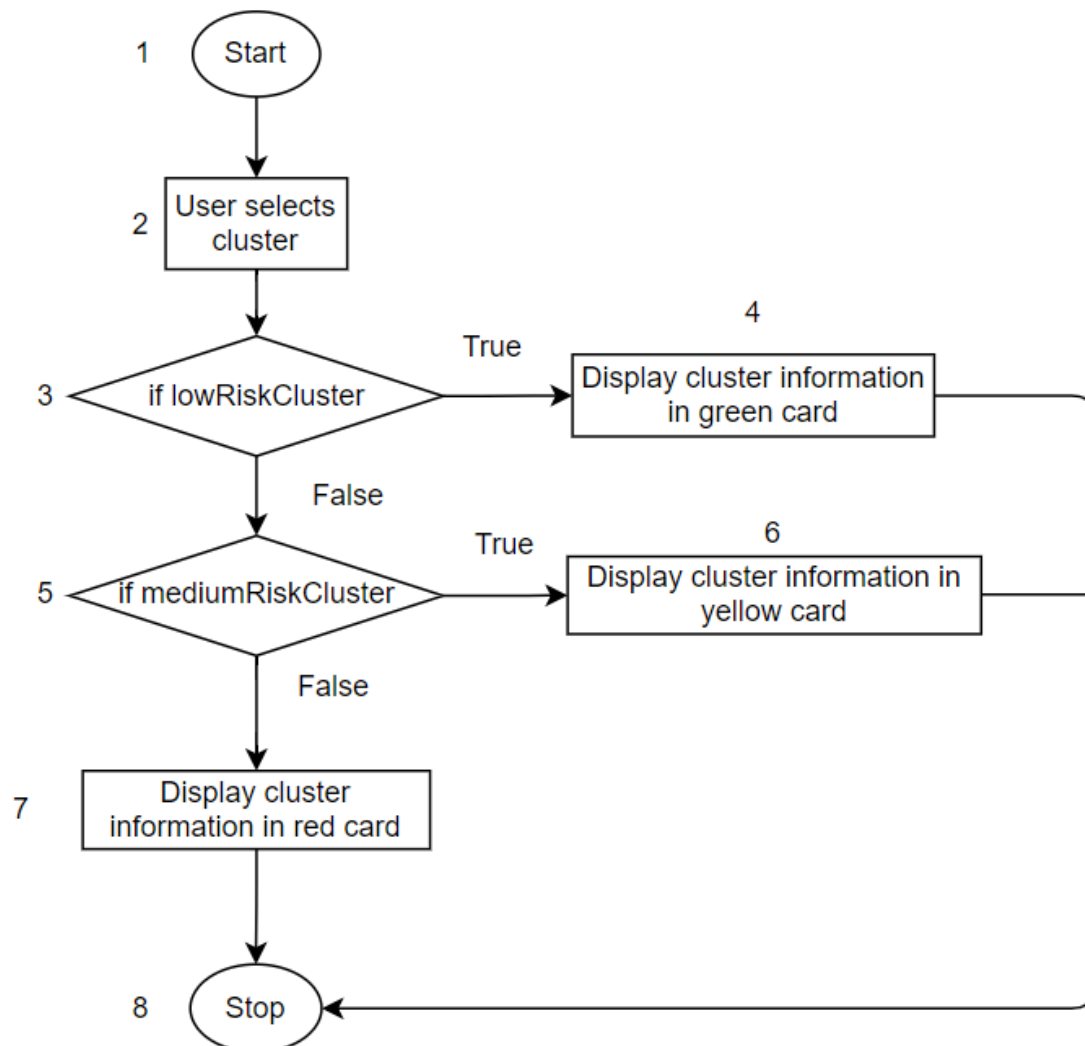 1
Start
2
User selects
cluster
3
if lowRiskCluster
True
4
Display cluster information
in green card
False
5
if mediumRiskCluster
True
6
Display cluster information in
yellow card
False
7
Display cluster
information in red card
8
Stop